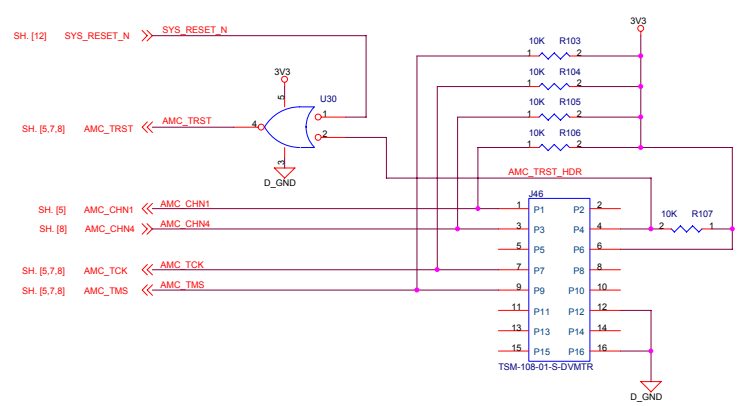 3V3
SH. [12] SYS_RESET_N SYS_RESET_N
10K R103
1 2
10K R104
1 2
3V3
5
U30
1
10K R105
1 2
SH. [5,7,8] AMC_TRST AMC_TRST 4
2
10K R106
1 2
3
D_GND
AMC_TRST_HDR
J46
SH. [5] AMC_CHN1 AMC_CHN1 1 P1 P2 2
10K R107
SH. [8] AMC_CHN4 AMC_CHN4 3 P3 P4 4 2 1
5 P5 P6 6
SH. [5,7,8] AMC_TCK AMC_TCK 7 P7 P8 8
SH. [5,7,8] AMC_TMS AMC_TMS 9 P9 P10 10
11 P11 P12 12
13 P13 P14 14
15 P15 P16 16
TSM-108-01-S-DVMTR
D_GND